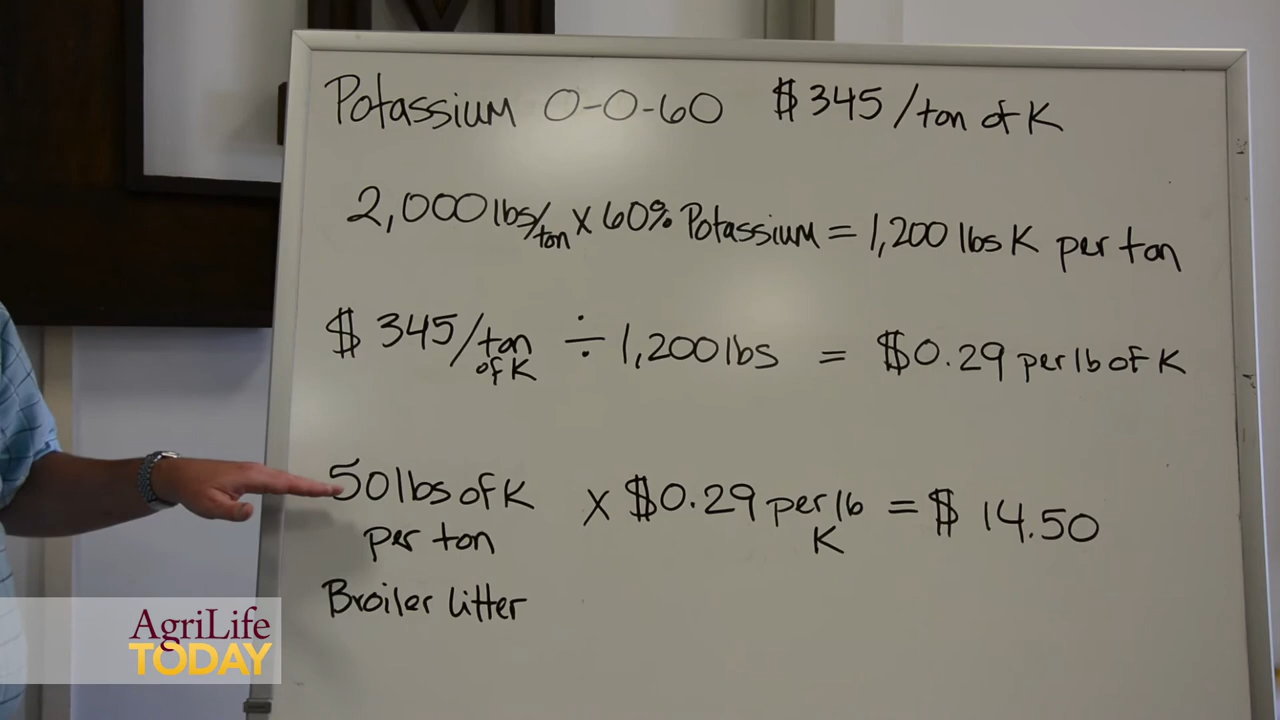 Potassium 0-0-60 $345/ton of K
2,000 lbs/ton x 60% Potassium = 1,200 lbs K per ton
$345/ton of K ÷ 1,200 lbs = $0.29 per lb of K
50 lbs of K per ton x $0.29 per lb K = $14.50
Broiler litter
AgriLife
TODAY